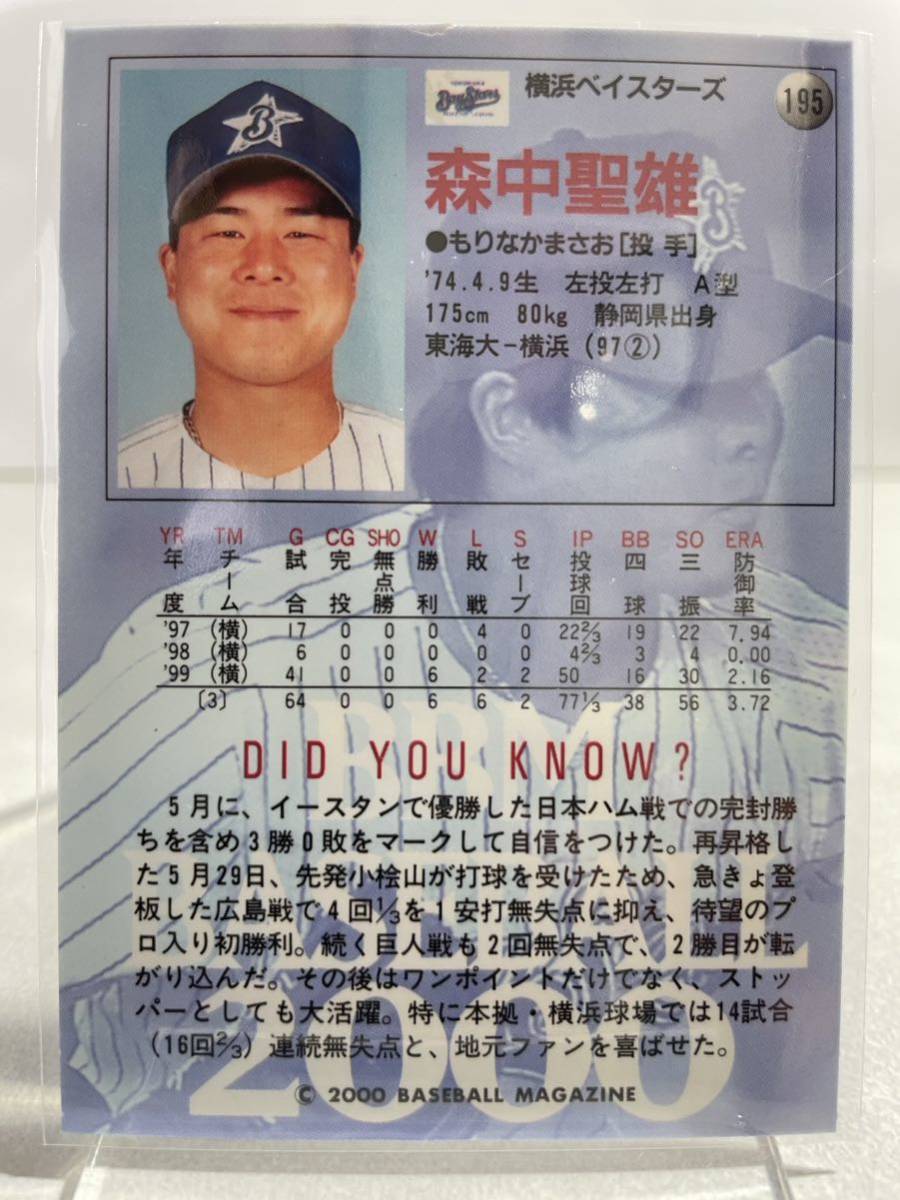 BayStars
横浜ベイスターズ
195
森中聖雄
B
●もりなかまさお[投 手]
'74.4.9生 左投左打 A型
175cm 80kg 静岡県出身
東海大-横浜 (97②)
YR TM G CG SHO W L S IP BB SO ERA
年度 チーム 試合 完投 無点勝 勝利 敗戦 セーブ 投球回 四球 三振 防御率
'97 (横) 17 0 0 0 4 0 22⅔ 19 22 7.94
'98 (横) 6 0 0 0 0 0 4⅔ 3 4 0.00
'99 (横) 41 0 0 6 2 2 50 16 30 2.16
〔3〕 64 0 0 6 6 2 77⅓ 38 56 3.72
DID YOU KNOW?
5月に、イースタンで優勝した日本ハム戦での完封勝
ちを含め3勝0敗をマークして自信をつけた。再昇格し
た5月29日、先発小桧山が打球を受けたため、急きょ登
板した広島戦で4回⅓を1安打無失点に抑え、待望のプ
ロ入り初勝利。続く巨人戦も2回無失点で、2勝目が転
がり込んだ。その後はワンポイントだけでなく、ストッ
パーとしても大活躍。特に本拠・横浜球場では14試合
(16回⅔) 連続無失点と、地元ファンを喜ばせた。
BBM
BASEBALL
2000
© 2000 BASEBALL MAGAZINE